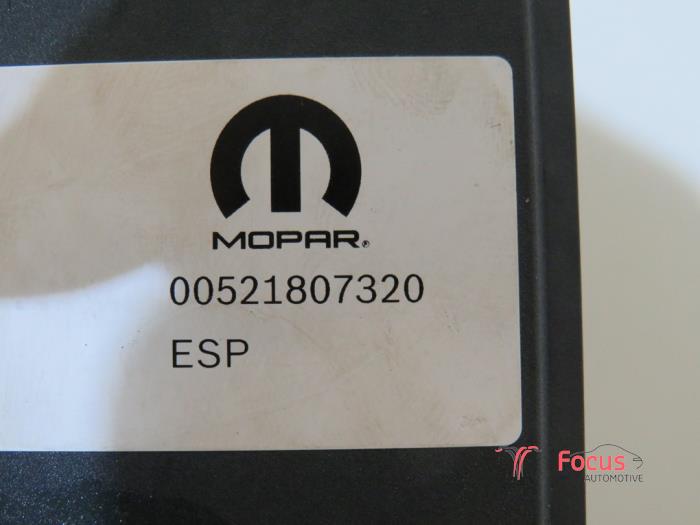 MOPAR®
00521807320
ESP
Focus
AUTOMOTIVE